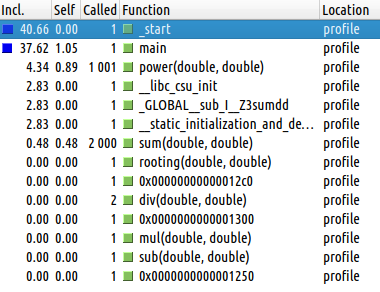 Incl. Self Called Function Location
40.66 0.00 1 _start profile
37.62 1.05 1 main profile
4.34 0.89 1 001 power(double, double) profile
2.83 0.00 1 __libc_csu_init profile
2.83 0.00 1 _GLOBAL__sub_I__Z3sumdd profile
2.83 0.00 1 __static_initialization_and_de... profile
0.48 0.48 2 000 sum(double, double) profile
0.00 0.00 1 rooting(double, double) profile
0.00 0.00 1 0x00000000000012c0 profile
0.00 0.00 2 div(double, double) profile
0.00 0.00 1 0x0000000000001300 profile
0.00 0.00 1 mul(double, double) profile
0.00 0.00 1 sub(double, double) profile
0.00 0.00 1 0x0000000000001250 profile